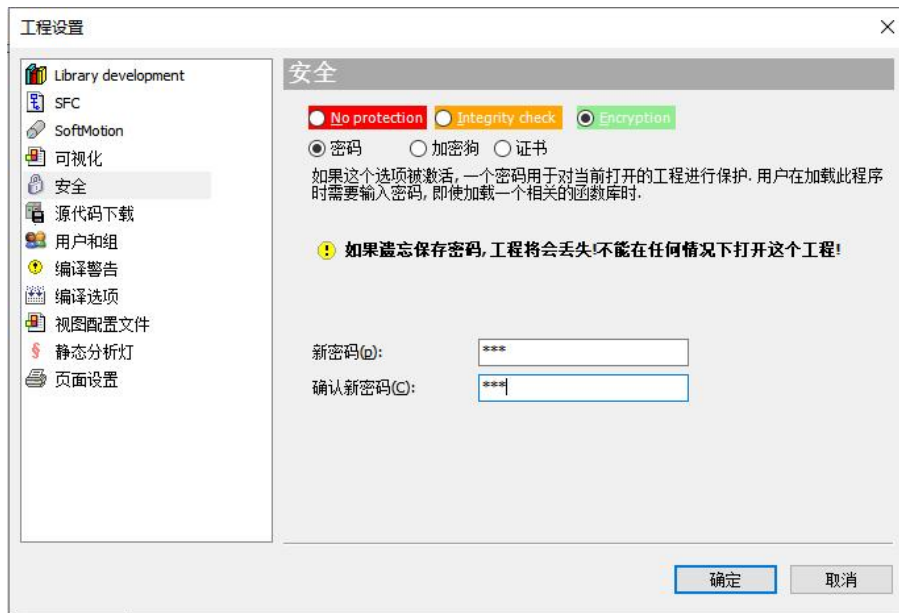 工程设置
Library development
SFC
SoftMotion
可视化
安全
源代码下载
用户和组
编译警告
编译选项
视图配置文件
静态分析灯
页面设置
安全
No protection Integrity check Encryption
密码 加密狗 证书
如果这个选项被激活, 一个密码用于对当前打开的工程进行保护. 用户在加载此程序
时需要输入密码, 即使加载一个相关的函数库时.
如果遗忘保存密码,工程将会丢失!不能在任何情况下打开这个工程!
新密码(p): ***
确认新密码(C): ***
确定 取消